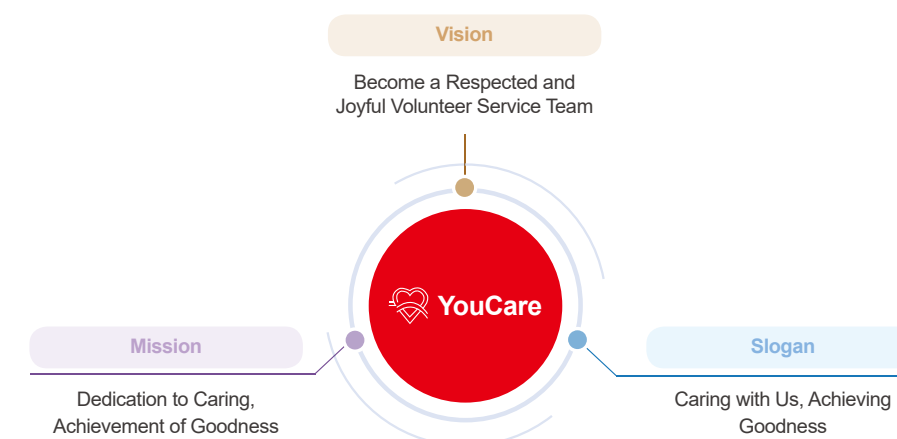 Vision
Become a Respected and
Joyful Volunteer Service Team
YouCare
Mission
Dedication to Caring,
Achievement of Goodness
Slogan
Caring with Us, Achieving
Goodness